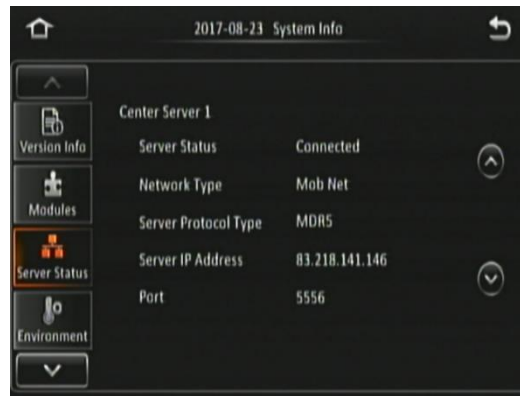 2017-08-23 System Info
Version Info
Modules
Server Status
Environment
Center Server 1
Server Status Connected
Network Type Mob Net
Server Protocol Type MDR5
Server IP Address 83.218.141.146
Port 5556